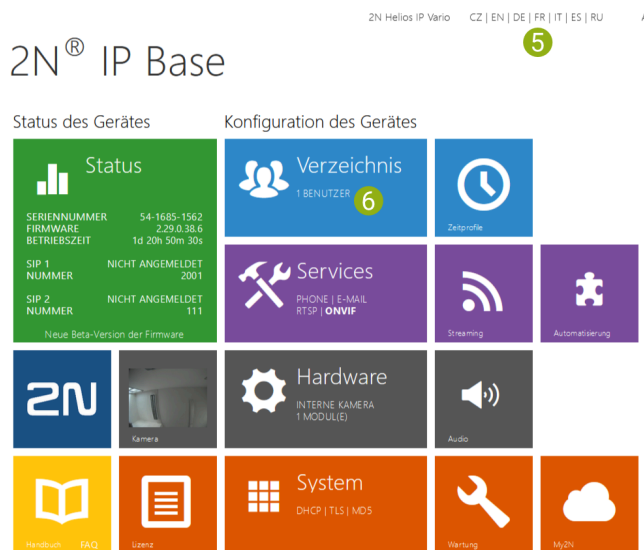 2N Helios IP Vario CZ | EN | DE | FR | IT | ES | RU
5
2N® IP Base
Status des Gerätes
Konfiguration des Gerätes
Status
SERIENNUMMER 54-1685-1562
FIRMWARE 2.29.0.38.6
BETRIEBSZEIT 1d 20h 50m 30s
SIP 1 NICHT ANGEMELDET
NUMMER 2001
SIP 2 NICHT ANGEMELDET
NUMMER 111
Neue Beta-Version der Firmware
Verzeichnis
1 BENUTZER
6
Zeitprofile
Services
PHONE | E-MAIL
RTSP | ONVIF
Streaming
Automatisierung
2N
Kamera
Hardware
INTERNE KAMERA
1 MODUL(E)
Audio
Handbuch FAQ
Lizenz
System
DHCP | TLS | MD5
Wartung
My2N